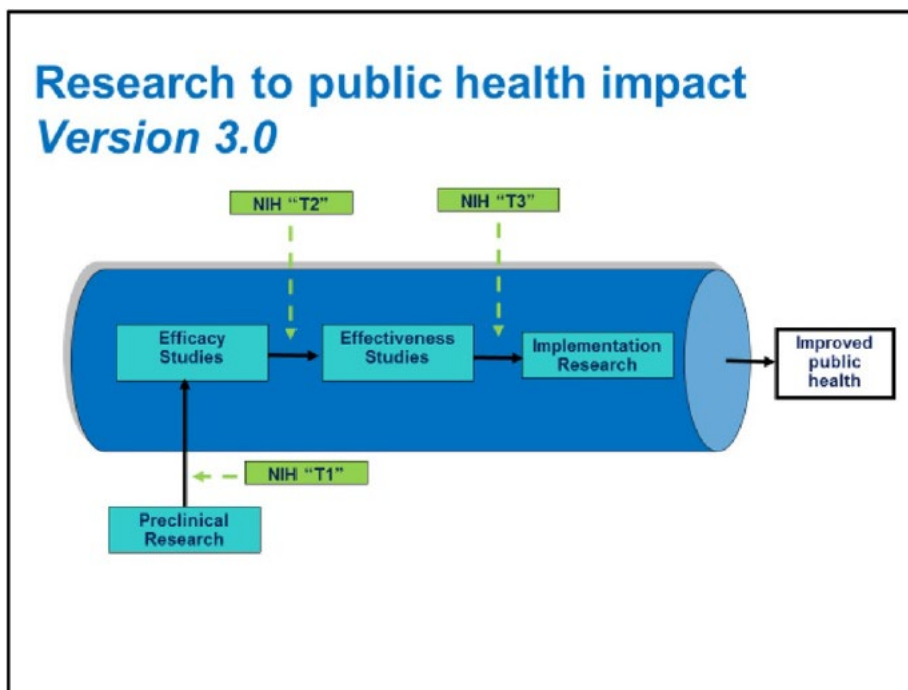 Research to public health impact
Version 3.0
NIH “T2”
NIH “T3”
Efficacy
Studies
Effectiveness
Studies
Implementation
Research
Improved
public
health
NIH “T1”
Preclinical
Research